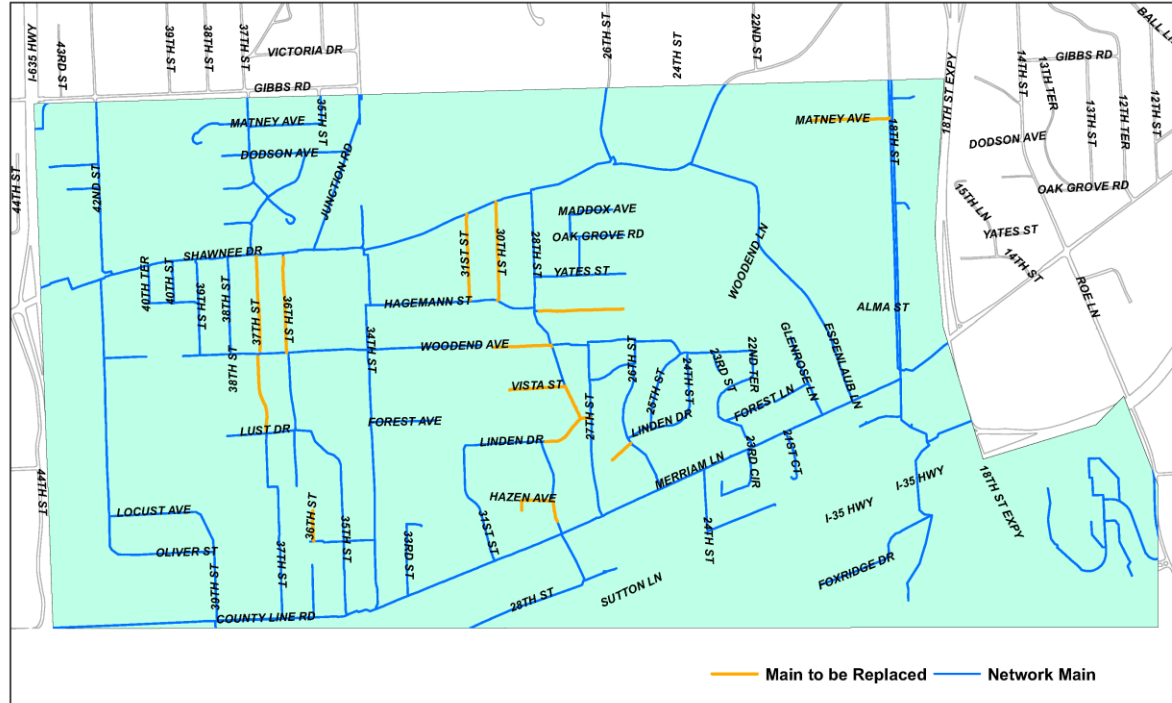 I-635 HWY
43RD ST
39TH ST
38TH ST
37TH ST
VICTORIA DR
GIBBS RD
26TH ST
24TH ST
22ND ST
18TH ST EXPY
14TH ST
13TH TER
GIBBS RD
13TH ST
12TH TER
12TH ST
DODSON AVE
OAK GROVE RD
15TH LN
YATES ST
14TH ST
ROE LN
44TH ST
42ND ST
MATNEY AVE
35TH ST
DODSON AVE
JUNCTION RD
MATNEY AVE
18TH ST
SHAWNEE DR
40TH TER
40TH ST
39TH ST
38TH ST
37TH ST
36TH ST
31ST ST
30TH ST
28TH ST
MADDOX AVE
OAK GROVE RD
YATES ST
WOODEND LN
HAGEMANN ST
ALMA ST
38TH ST
34TH ST
WOODEND AVE
26TH ST
25TH ST
24TH ST
23RD ST
22ND TER
GLENROSE LN
ESPENLAUB LN
VISTA ST
27TH ST
FOREST LN
LUST DR
FOREST AVE
LINDEN DR
LINDEN DR
MERRIAM LN
23RD CIR
21ST CT
44TH ST
LOCUST AVE
OLIVER ST
39TH ST
37TH ST
36TH ST
35TH ST
33RD ST
31ST ST
HAZEN AVE
24TH ST
I-35 HWY
I-35 HWY
18TH ST EXPY
FOXRIDGE DR
SUTTON LN
28TH ST
COUNTY LINE RD
Main to be Replaced
Network Main